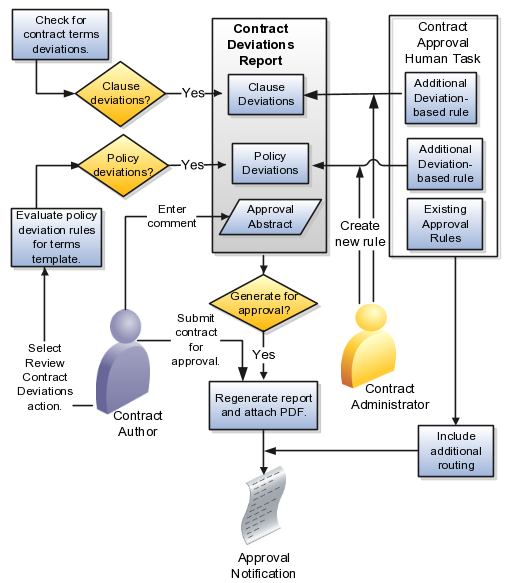 Check for
contract terms
deviations.
Clause
deviations?
Yes
Contract
Deviations
Report
Clause
Deviations
Contract
Approval
Human Task
Additional
Deviation-
based rule
Policy
deviations?
Yes
Policy
Deviations
Additional
Deviation-
based rule
Evaluate policy
deviation rules
for terms
template.
Enter
comment
Approval
Abstract
Create
new rule
Existing
Approval
Rules
Generate for
approval?
Submit
contract
for
approval.
Yes
Select
Review
Contract
Deviations
action.
Contract
Author
Regenerate report
and attach PDF.
Contract
Administrator
Include
additional
routing
Approval
Notification